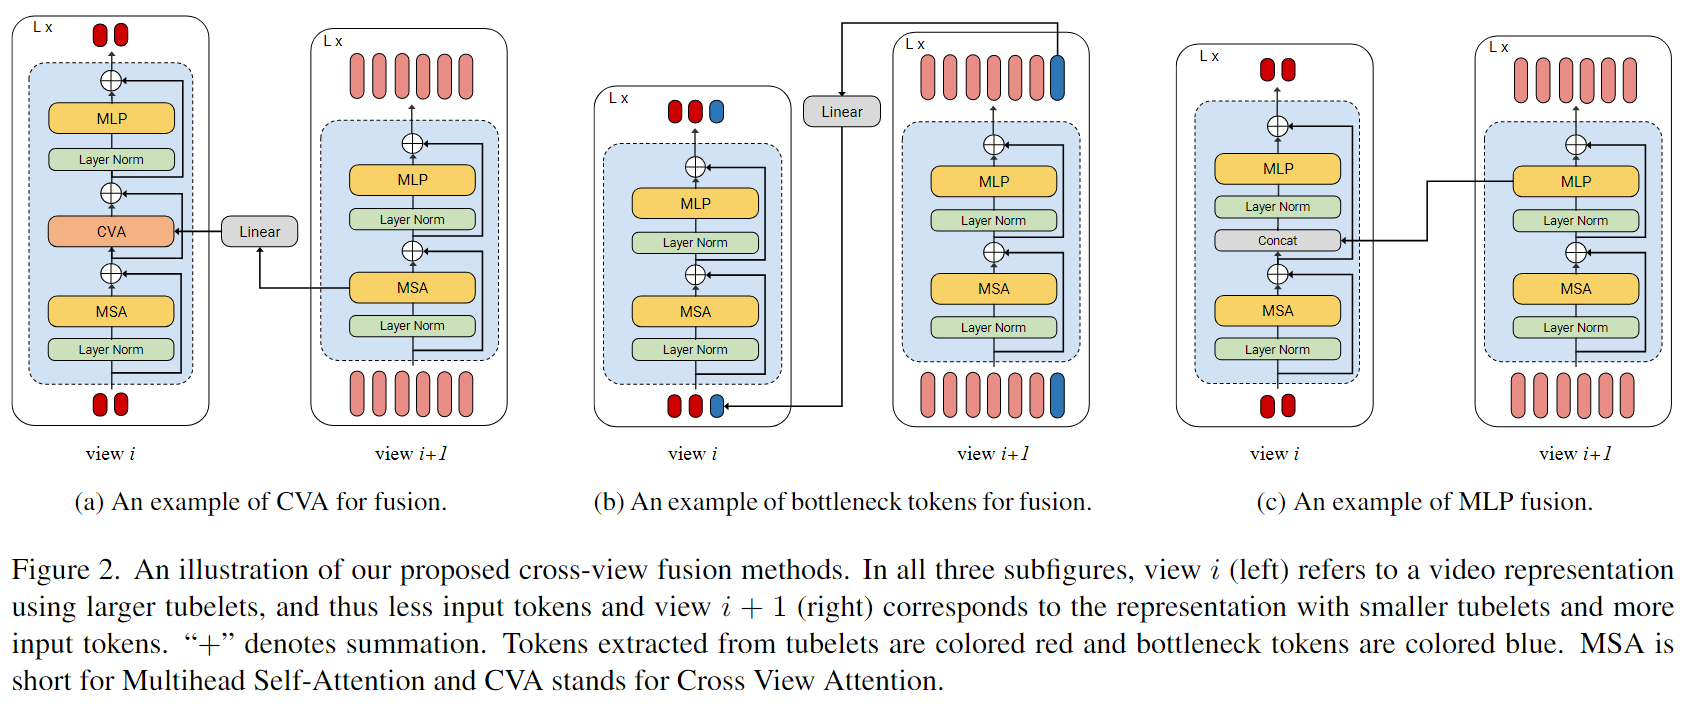 L x
MLP
Layer Norm
CVA
MSA
Layer Norm
view i
Linear
L x
MLP
Layer Norm
MSA
Layer Norm
view i+1
(a) An example of CVA for fusion.
L x
MLP
Layer Norm
MSA
Layer Norm
view i
Linear
L x
MLP
Layer Norm
MSA
Layer Norm
view i+1
(b) An example of bottleneck tokens for fusion.
L x
MLP
Layer Norm
Concat
MSA
Layer Norm
view i
L x
MLP
Layer Norm
MSA
Layer Norm
view i+1
(c) An example of MLP fusion.
Figure 2. An illustration of our proposed cross-view fusion methods. In all three subfigures, view i (left) refers to a video representation
using larger tubelets, and thus less input tokens and view i + 1 (right) corresponds to the representation with smaller tubelets and more
input tokens. “+” denotes summation. Tokens extracted from tubelets are colored red and bottleneck tokens are colored blue. MSA is
short for Multihead Self-Attention and CVA stands for Cross View Attention.